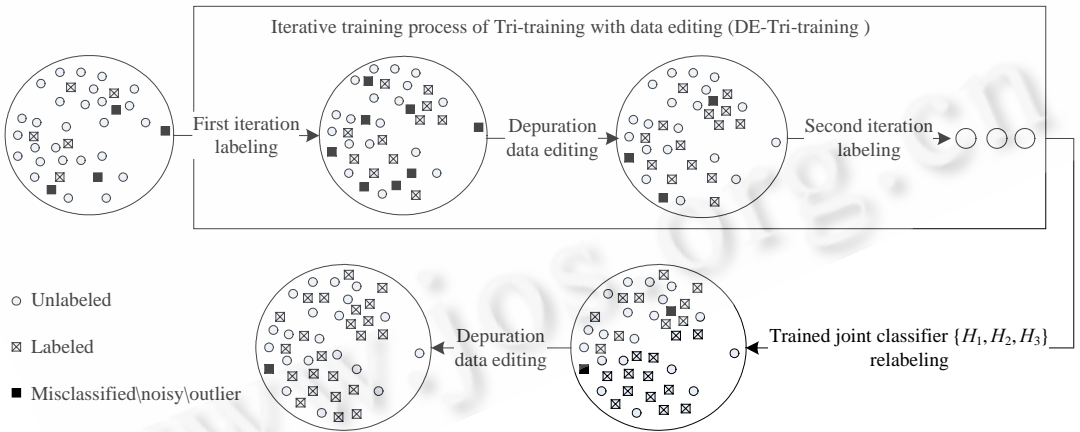 Iterative training process of Tri-training with data editing (DE-Tri-training )
First iteration
labeling
Depuration
data editing
Second iteration
labeling
Unlabeled
Labeled
Misclassified\noisy\outlier
Depuration
data editing
Trained joint classifier {H₁, H₂, H₃}
relabeling
www.jos.org.cn